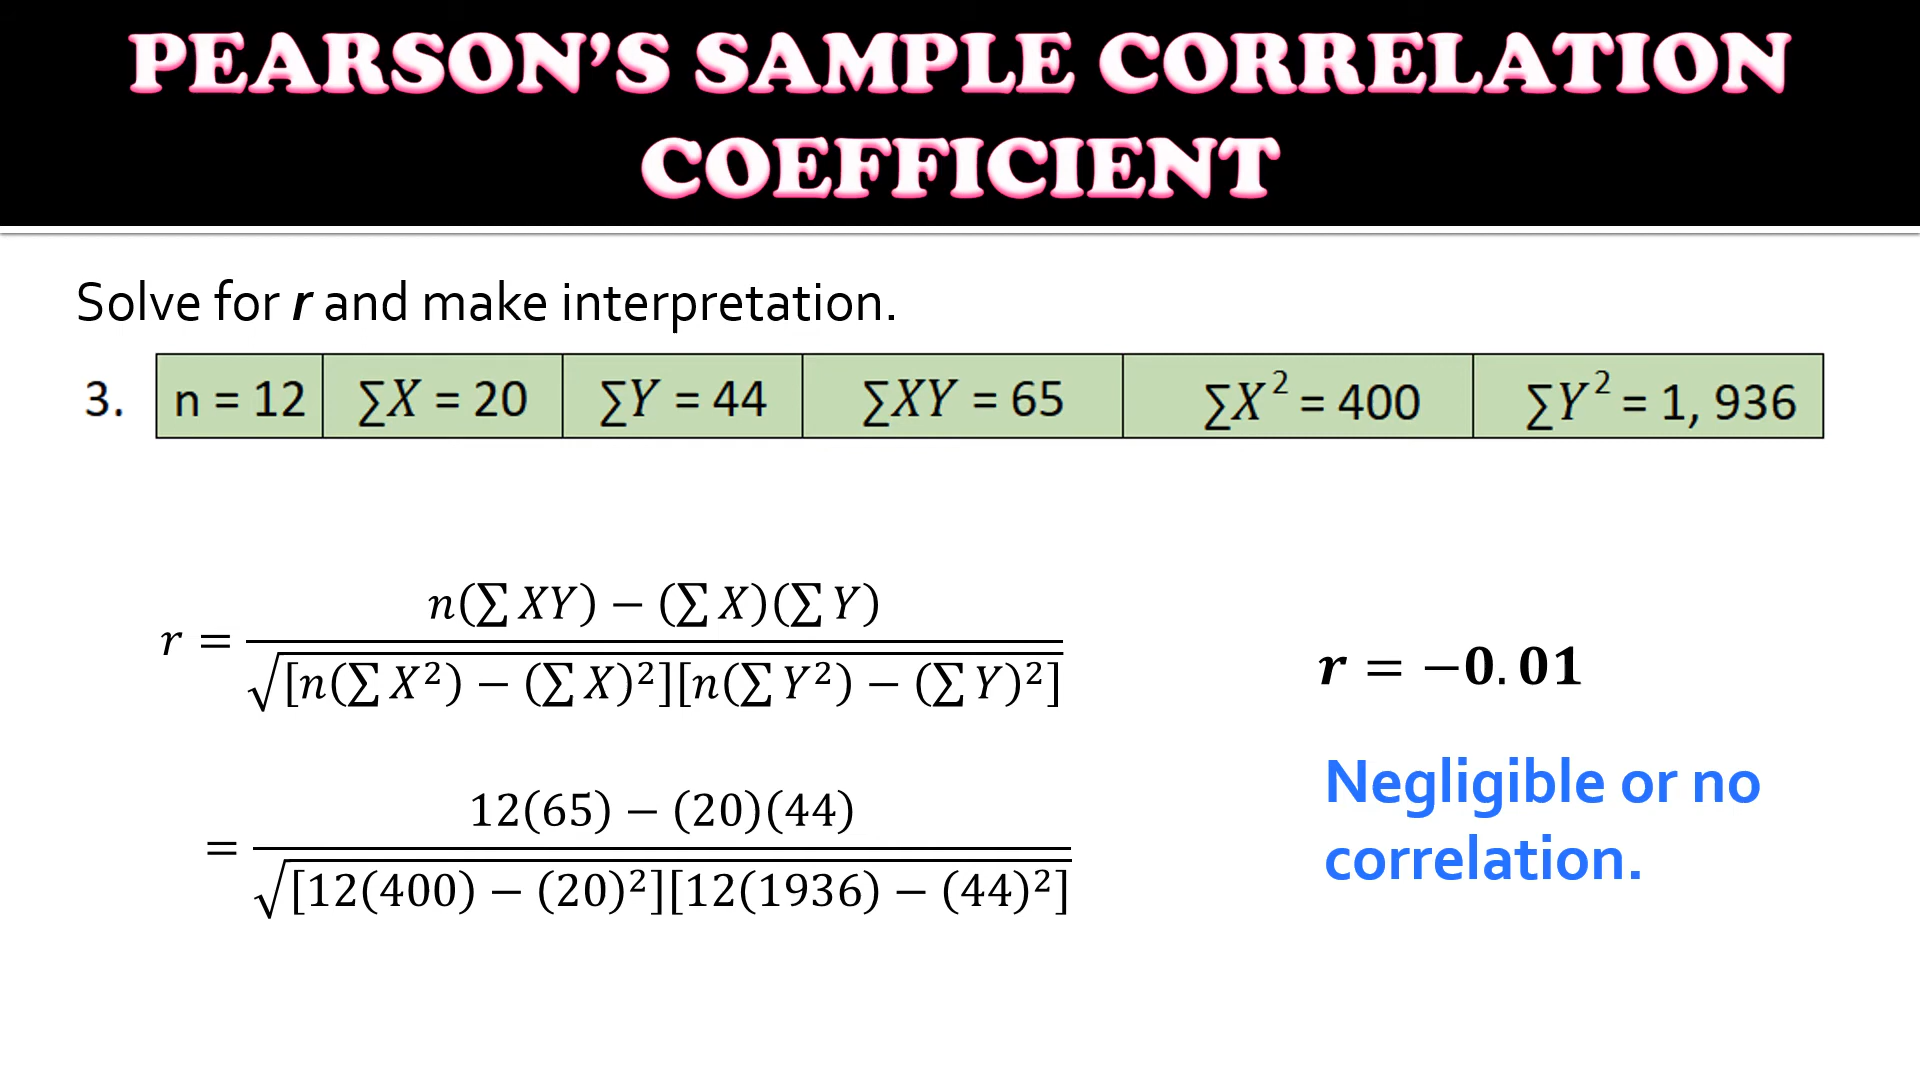 PEARSON’S SAMPLE CORRELATION
COEFFICIENT
Solve for r and make interpretation.
3. n = 12 ∑X = 20 ∑Y = 44 ∑XY = 65 ∑X² = 400 ∑Y² = 1, 936
r = n(∑ XY) − (∑ X)(∑ Y) / √[n(∑ X²) − (∑ X)²][n(∑ Y²) − (∑ Y)²]
r = −0.01
= 12(65) − (20)(44) / √[12(400) − (20)²][12(1936) − (44)²]
Negligible or no
correlation.